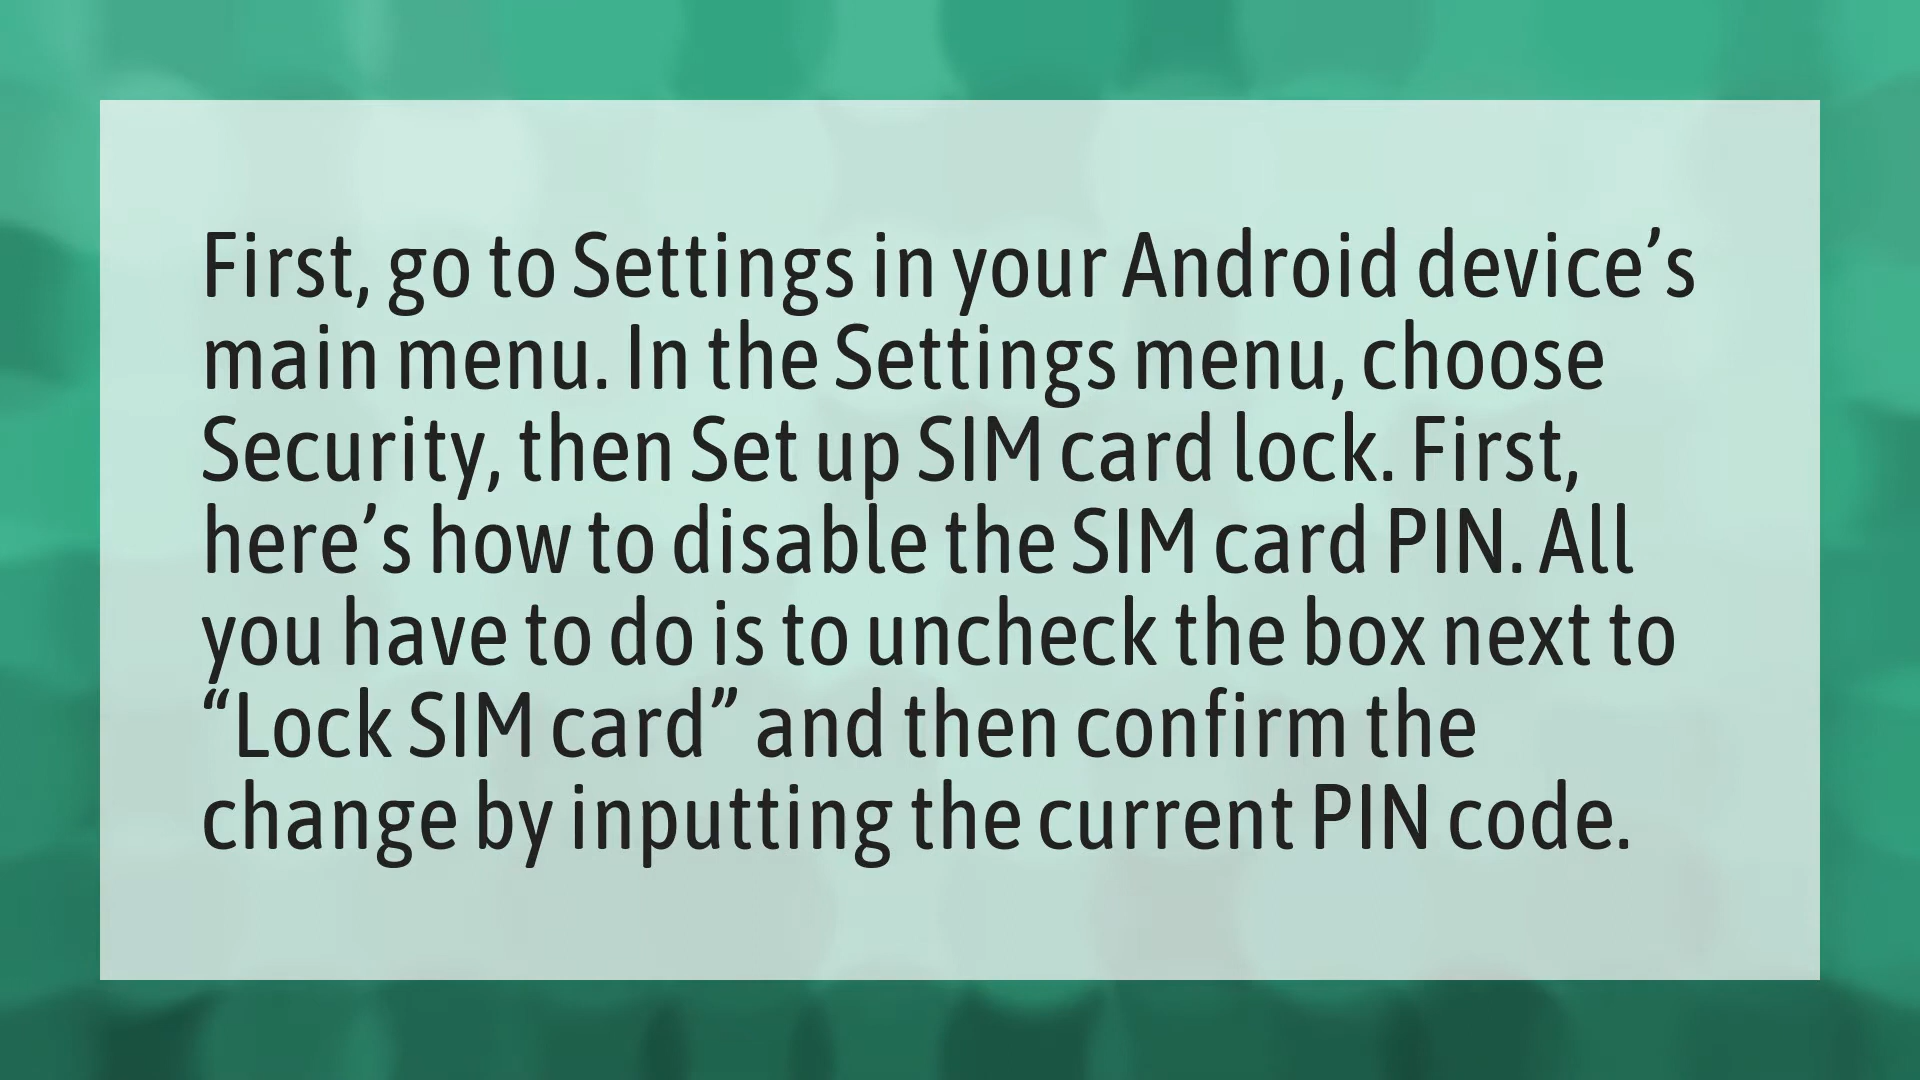 First, go to Settings in your Android device’s
main menu. In the Settings menu, choose
Security, then Set up SIM card lock. First,
here’s how to disable the SIM card PIN. All
you have to do is to uncheck the box next to
“Lock SIM card” and then confirm the
change by inputting the current PIN code.